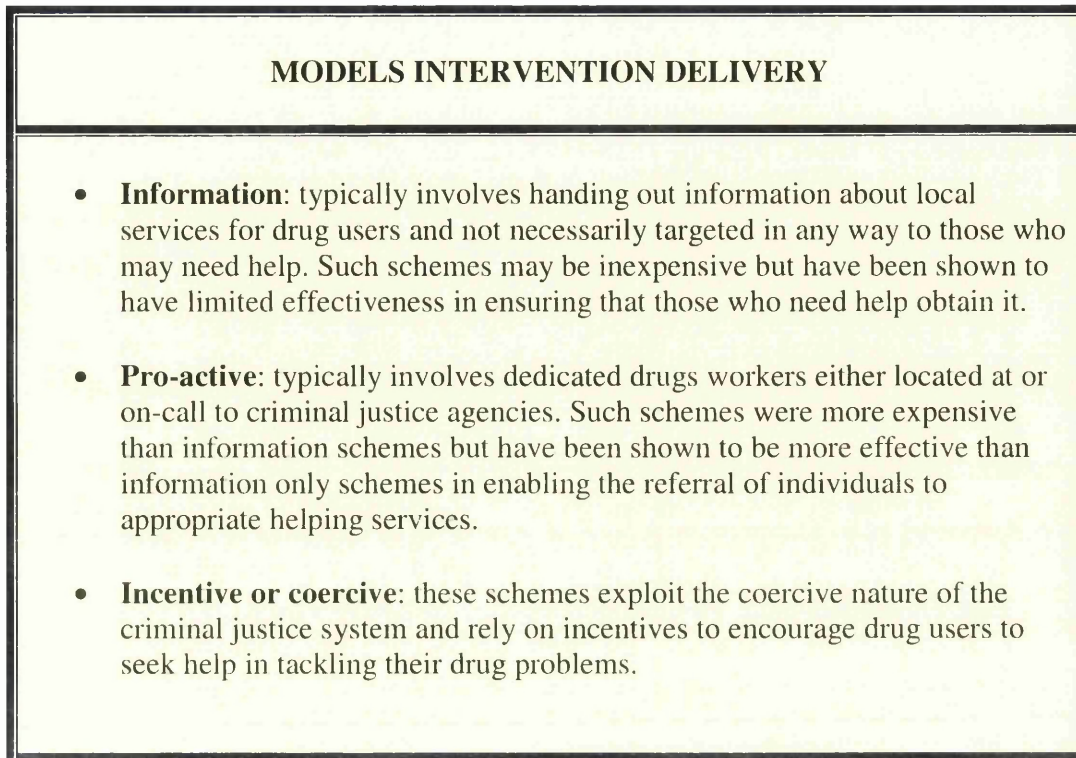 MODELS INTERVENTION DELIVERY
• Information: typically involves handing out information about local
services for drug users and not necessarily targeted in any way to those who
may need help. Such schemes may be inexpensive but have been shown to
have limited effectiveness in ensuring that those who need help obtain it.
• Pro-active: typically involves dedicated drugs workers either located at or
on-call to criminal justice agencies. Such schemes were more expensive
than information schemes but have been shown to be more effective than
information only schemes in enabling the referral of individuals to
appropriate helping services.
• Incentive or coercive: these schemes exploit the coercive nature of the
criminal justice system and rely on incentives to encourage drug users to
seek help in tackling their drug problems.